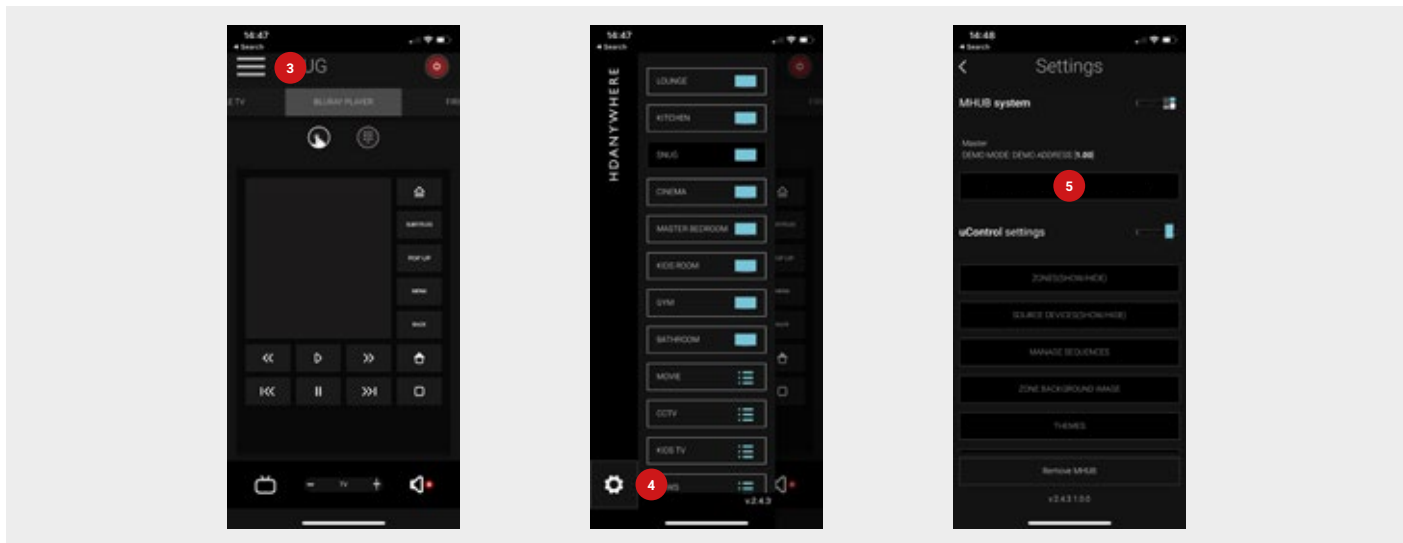 14:47
Search
3
UG
E TV
BLURAY PLAYER
SUBTITLES
POP UP
MENU
BACK
TV
14:47
Search
HDANYWHERE
LOUNGE
KITCHEN
SNUG
CINEMA
MASTER BEDROOM
KIDS ROOM
GYM
BATHROOM
MOVIE
CCTV
KIDS TV
4
v.2.4.3
14:48
Search
Settings
MHUB system
Master
DEMO MODE: DEMO ADDRESS [1.00]
5
uControl settings
ZONES(SHOW/HIDE)
SOURCE DEVICES(SHOW/HIDE)
MANAGE SEQUENCES
ZONE BACKGROUND IMAGE
THEMES
Remove MHUB